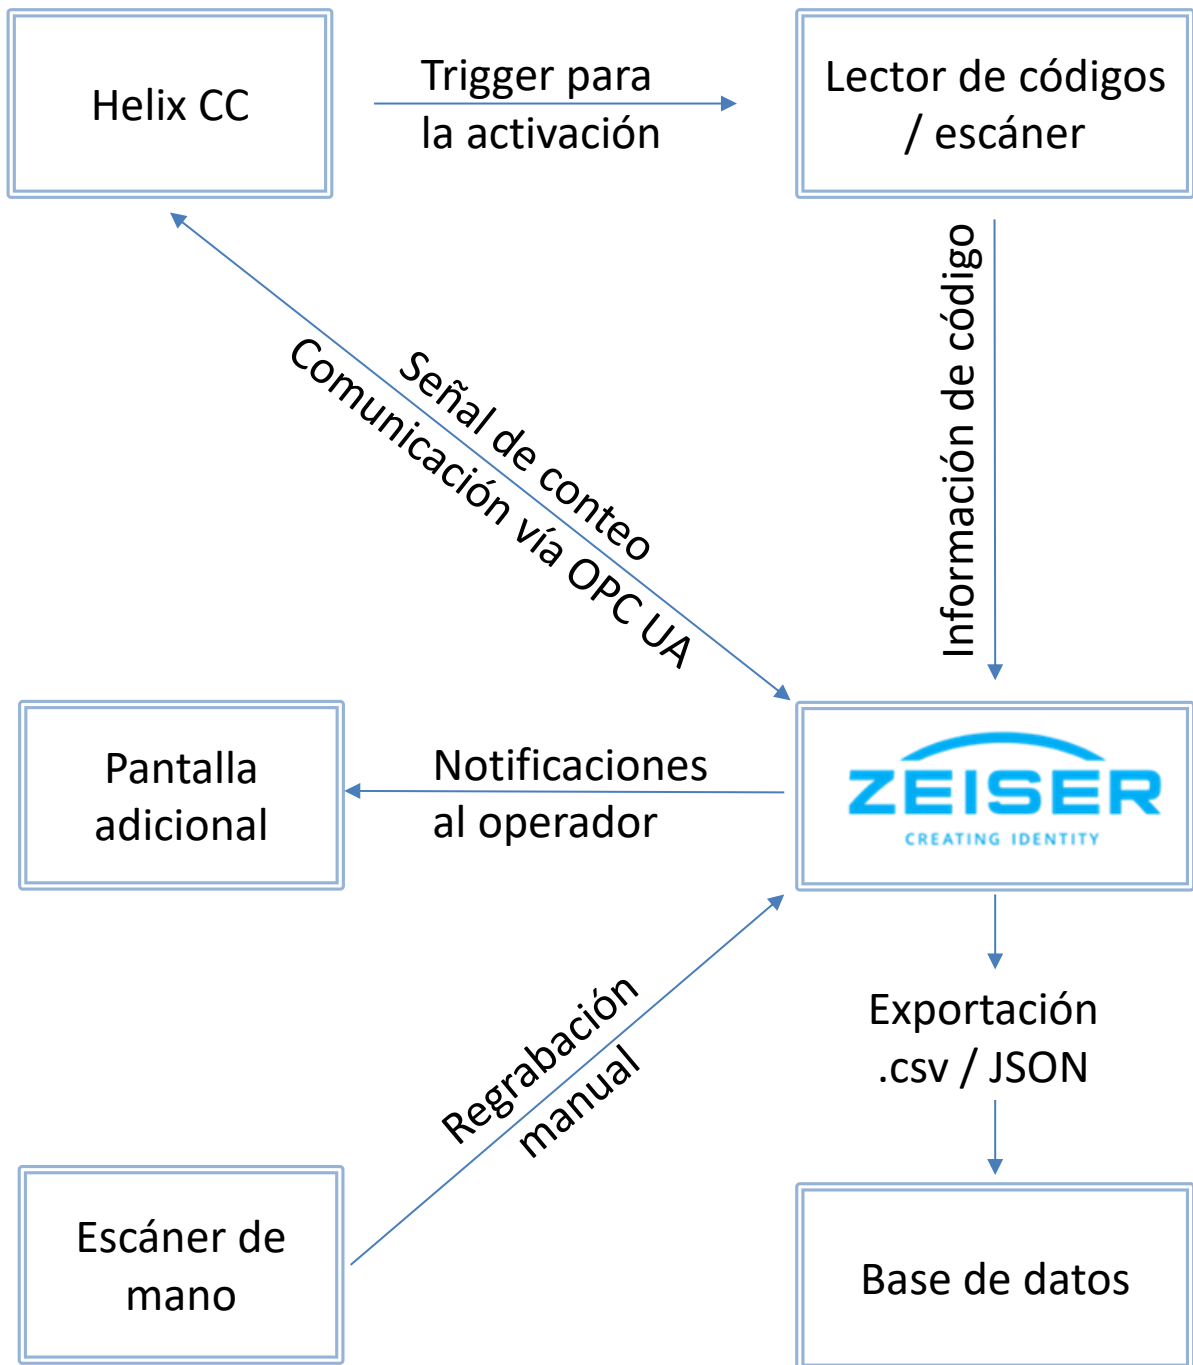 Helix CC
Trigger para
la activación
Lector de códigos
/ escáner
Información de código
Señal de conteo
Comunicación vía OPC UA
Pantalla
adicional
Notificaciones
al operador
ZEISER
CREATING IDENTITY
Regrabación
manual
Exportación
.csv / JSON
Escáner de
mano
Base de datos